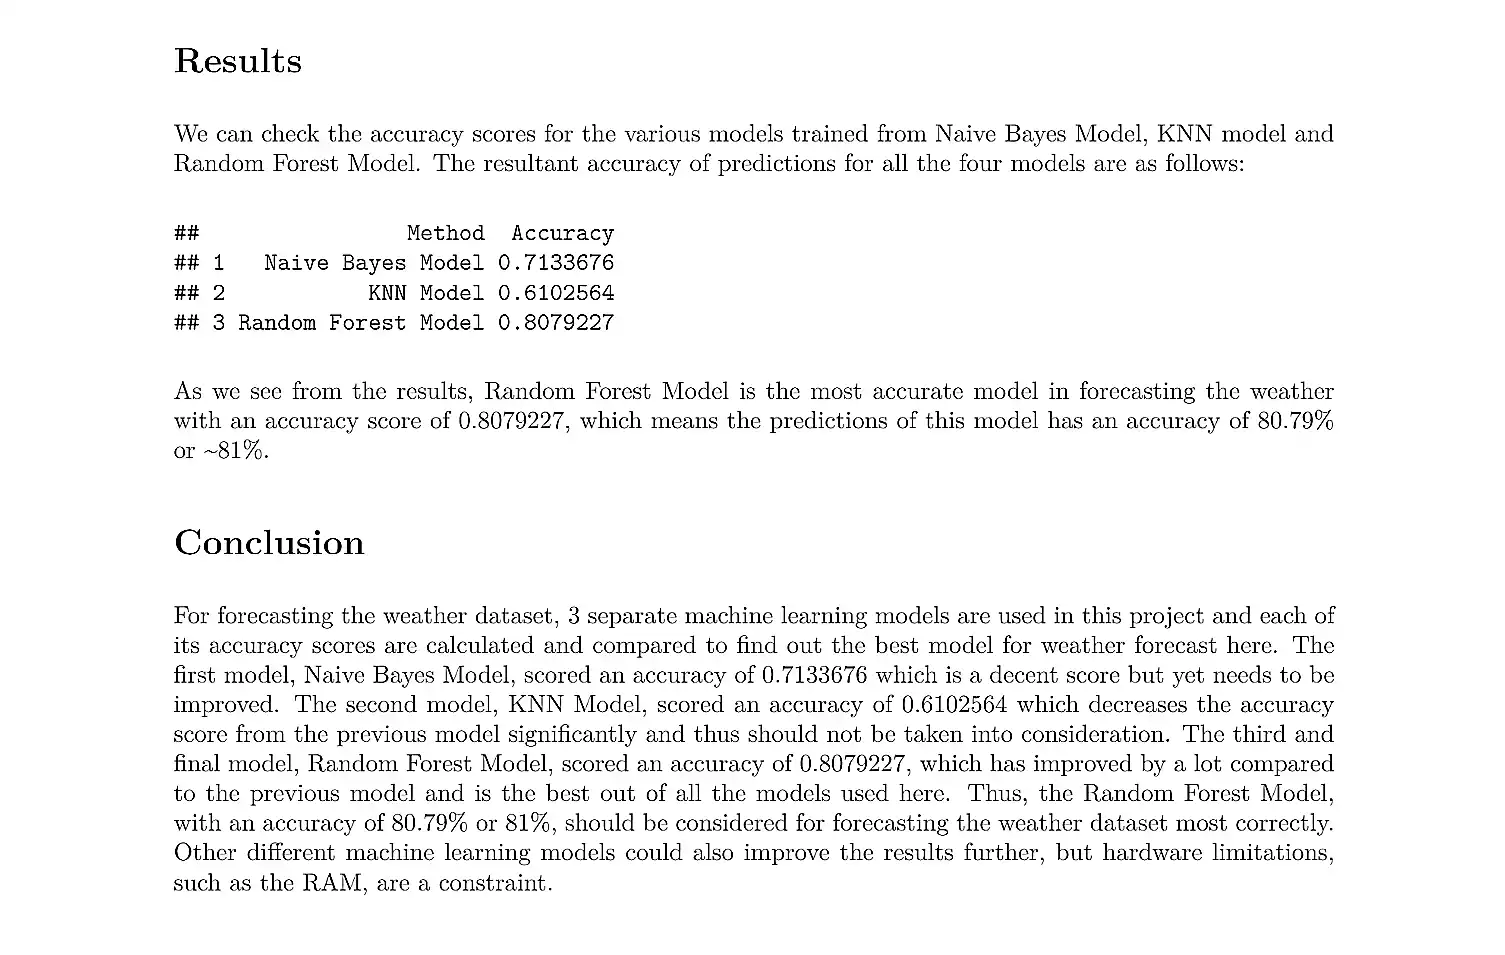 Results
We can check the accuracy scores for the various models trained from Naive Bayes Model, KNN model and
Random Forest Model. The resultant accuracy of predictions for all the four models are as follows:
##                Method  Accuracy
## 1   Naive Bayes Model 0.7133676
## 2           KNN Model 0.6102564
## 3 Random Forest Model 0.8079227
As we see from the results, Random Forest Model is the most accurate model in forecasting the weather
with an accuracy score of 0.8079227, which means the predictions of this model has an accuracy of 80.79%
or ~81%.
Conclusion
For forecasting the weather dataset, 3 separate machine learning models are used in this project and each of
its accuracy scores are calculated and compared to find out the best model for weather forecast here. The
first model, Naive Bayes Model, scored an accuracy of 0.7133676 which is a decent score but yet needs to be
improved. The second model, KNN Model, scored an accuracy of 0.6102564 which decreases the accuracy
score from the previous model significantly and thus should not be taken into consideration. The third and
final model, Random Forest Model, scored an accuracy of 0.8079227, which has improved by a lot compared
to the previous model and is the best out of all the models used here. Thus, the Random Forest Model,
with an accuracy of 80.79% or 81%, should be considered for forecasting the weather dataset most correctly.
Other different machine learning models could also improve the results further, but hardware limitations,
such as the RAM, are a constraint.